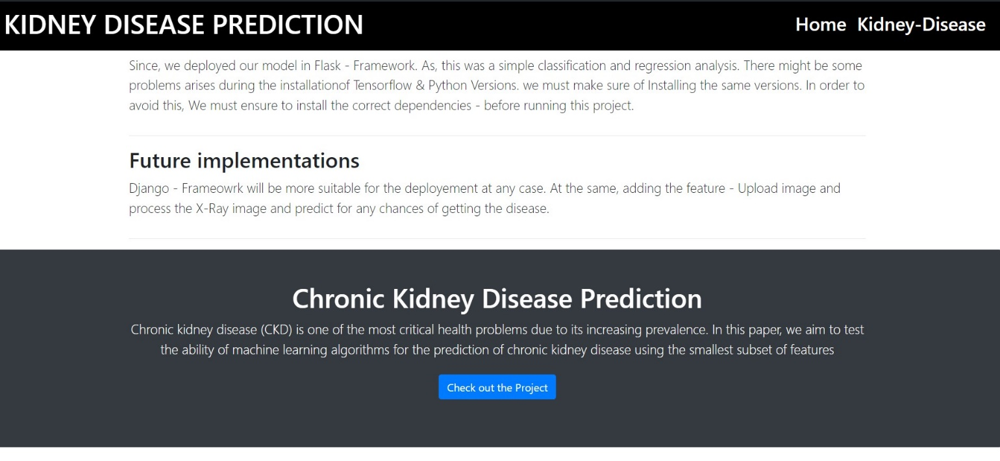 KIDNEY DISEASE PREDICTION
Home Kidney-Disease
Since, we deployed our model in Flask - Framework. As, this was a simple classification and regression analysis. There might be some
problems arises during the installationof Tensorflow & Python Versions. we must make sure of Installing the same versions. In order to
avoid this, We must ensure to install the correct dependencies - before running this project.
Future implementations
Django - Frameowrk will be more suitable for the deployement at any case. At the same, adding the feature - Upload image and
process the X-Ray image and predict for any chances of getting the disease.
Chronic Kidney Disease Prediction
Chronic kidney disease (CKD) is one of the most critical health problems due to its increasing prevalence. In this paper, we aim to test
the ability of machine learning algorithms for the prediction of chronic kidney disease using the smallest subset of features
Check out the Project